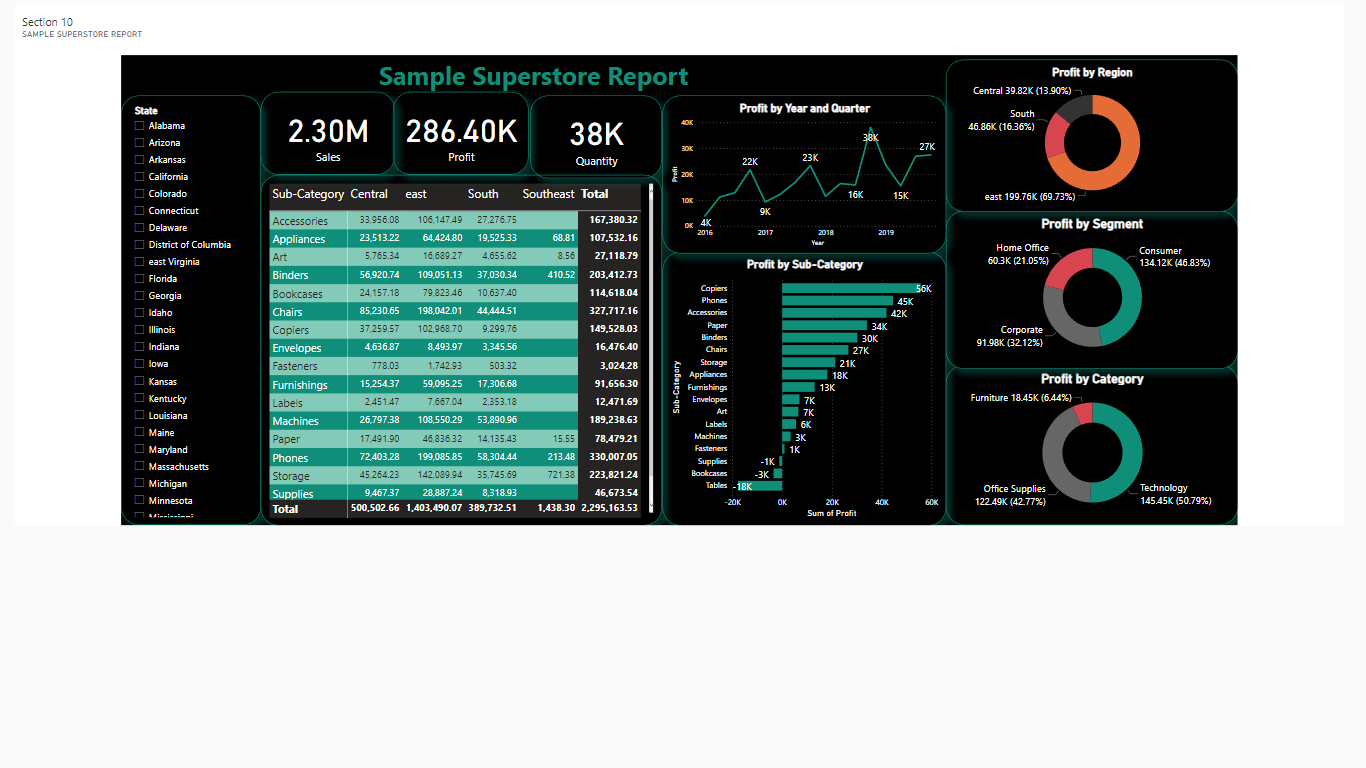 Section 10
SAMPLE SUPERSTORE REPORT
Sample Superstore Report
State
Alabama
Arizona
Arkansas
California
Colorado
Connecticut
Delaware
District of Columbia
east Virginia
Florida
Georgia
Idaho
Illinois
Indiana
Iowa
Kansas
Kentucky
Louisiana
Maine
Maryland
Massachusetts
Michigan
Minnesota
Mississippi
2.30M
Sales
286.40K
Profit
38K
Quantity
Sub-Category Central east South Southeast Total
Accessories 33,956.08 106,147.49 27,276.75 167,380.32
Appliances 23,513.22 64,424.80 19,525.33 68.81 107,532.16
Art 5,765.34 16,689.27 4,655.62 8.56 27,118.79
Binders 56,920.74 109,051.13 37,030.34 410.52 203,412.73
Bookcases 24,157.18 79,823.46 10,637.40 114,618.04
Chairs 85,230.65 198,042.01 44,444.51 327,717.16
Copiers 37,259.57 102,968.70 9,299.76 149,528.03
Envelopes 4,636.87 8,493.97 3,345.56 16,476.40
Fasteners 778.03 1,742.93 503.32 3,024.28
Furnishings 15,254.37 59,095.25 17,306.68 91,656.30
Labels 2,451.47 7,667.04 2,353.18 12,471.69
Machines 26,797.38 108,550.29 53,890.96 189,238.63
Paper 17,491.90 46,836.32 14,135.43 15.55 78,479.21
Phones 72,403.28 199,085.85 58,304.44 213.48 330,007.05
Storage 45,264.23 142,089.94 35,745.69 721.38 223,821.24
Supplies 9,467.37 28,887.24 8,318.93 46,673.54
Total 500,502.66 1,403,490.07 389,732.51 1,438.30 2,295,163.53
Profit by Year and Quarter
Profit
40K
30K
20K
10K
0K
4K
22K
9K
23K
16K
38K
15K
27K
2016 2017 2018 2019
Year
Profit by Sub-Category
Sub-Category
Copiers 56K
Phones 45K
Accessories 42K
Paper 34K
Binders 30K
Chairs 27K
Storage 21K
Appliances 18K
Furnishings 13K
Envelopes 7K
Art 7K
Labels 6K
Machines 3K
Fasteners 1K
Supplies -1K
Bookcases -3K
Tables -18K
-20K 0K 20K 40K 60K
Sum of Profit
Profit by Region
Central 39.82K (13.90%)
South
46.86K (16.36%)
east 199.76K (69.73%)
Profit by Segment
Home Office
60.3K (21.05%)
Consumer
134.12K (46.83%)
Corporate
91.98K (32.12%)
Profit by Category
Furniture 18.45K (6.44%)
Office Supplies
122.49K (42.77%)
Technology
145.45K (50.79%)